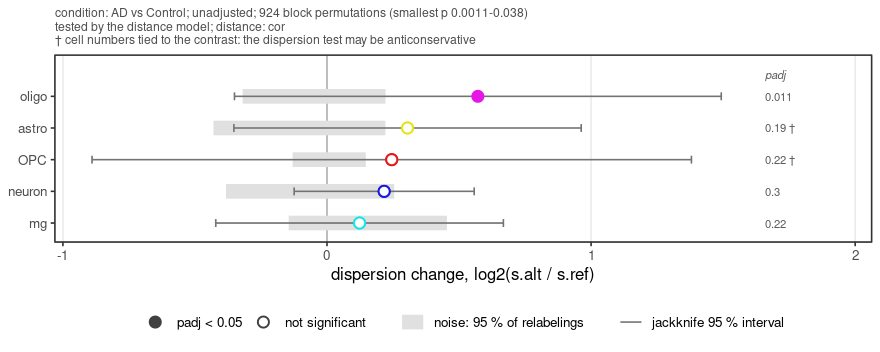 condition: AD vs Control; unadjusted; 924 block permutations (smallest p 0.0011-0.038)
tested by the distance model; distance: cor
† cell numbers tied to the contrast: the dispersion test may be anticonservative
padj
oligo 0.011
astro 0.19 †
OPC 0.22 †
neuron 0.3
mg 0.22
-1 0 1 2
dispersion change, log2(s.alt / s.ref)
padj < 0.05 not significant noise: 95 % of relabelings jackknife 95 % interval